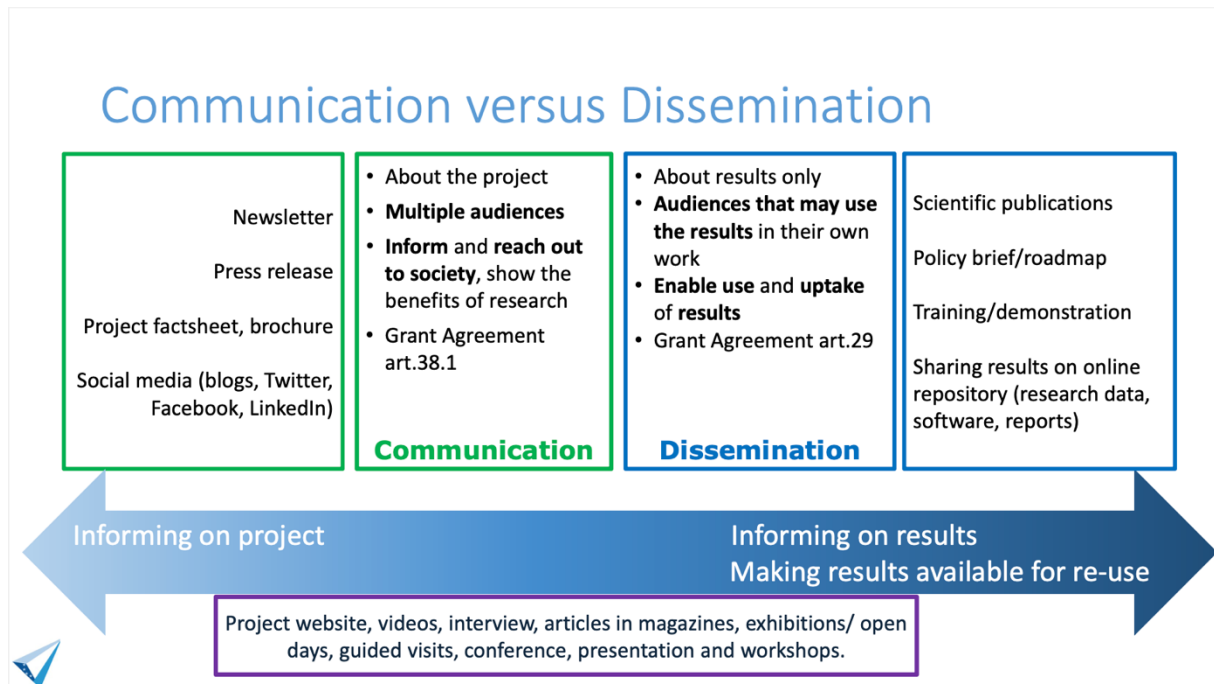 Communication versus Dissemination
Newsletter
Press release
Project factsheet, brochure
Social media (blogs, Twitter,
Facebook, LinkedIn)
• About the project
• Multiple audiences
• Inform and reach out
to society, show the
benefits of research
• Grant Agreement
art.38.1
Communication
• About results only
• Audiences that may use
the results in their own
work
• Enable use and uptake
of results
• Grant Agreement art.29
Dissemination
Scientific publications
Policy brief/roadmap
Training/demonstration
Sharing results on online
repository (research data,
software, reports)
Informing on project
Informing on results
Making results available for re-use
Project website, videos, interview, articles in magazines, exhibitions/ open
days, guided visits, conference, presentation and workshops.